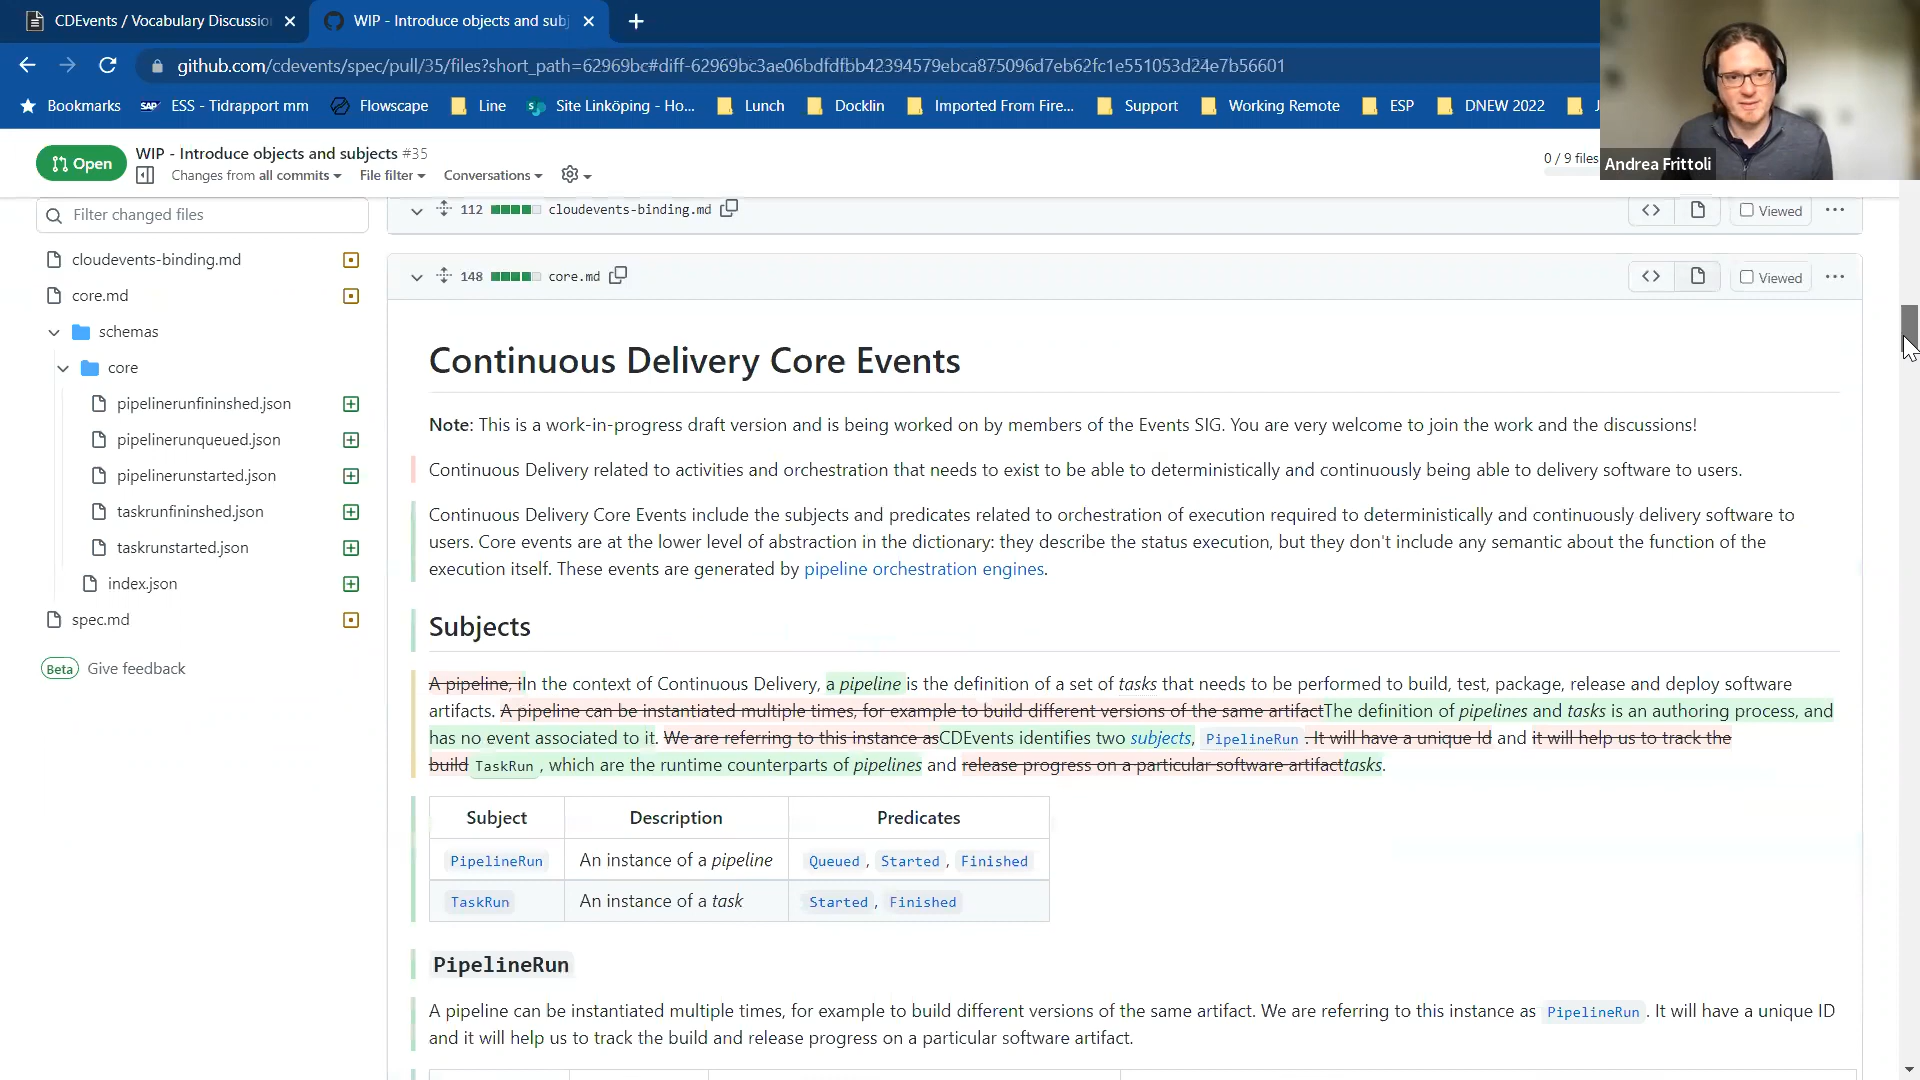 CDEvents / Vocabulary Discussio
WIP - Introduce objects and subj
github.com/cdevents/spec/pull/35/files?short_path=62969bc#diff-62969bc3ae06bdfdfbb42394579ebca875096d7eb62fc1e551053d24e7b56601
Bookmarks
SAP ESS - Tidrapport mm
Flowscape
Line
Site Linköping - Ho...
Lunch
Docklin
Imported From Fire...
Support
Working Remote
ESP
DNEW 2022
Andrea Frittoli
Open
WIP - Introduce objects and subjects #35
Changes from all commits
File filter
Conversations
0 / 9 files
Filter changed files
cloudevents-binding.md
core.md
schemas
core
pipelinerunfininshed.json
pipelinerunqueued.json
pipelinerunstarted.json
taskrunfininshed.json
taskrunstarted.json
index.json
spec.md
Beta Give feedback
112 cloudevents-binding.md
Viewed
148 core.md
Viewed
Continuous Delivery Core Events
Note: This is a work-in-progress draft version and is being worked on by members of the Events SIG. You are very welcome to join the work and the discussions!
Continuous Delivery related to activities and orchestration that needs to exist to be able to deterministically and continuously being able to delivery software to users.
Continuous Delivery Core Events include the subjects and predicates related to orchestration of execution required to deterministically and continuously delivery software to
users. Core events are at the lower level of abstraction in the dictionary: they describe the status execution, but they don't include any semantic about the function of the
execution itself. These events are generated by pipeline orchestration engines.
Subjects
A pipeline, iIn the context of Continuous Delivery, a pipeline is the definition of a set of tasks that needs to be performed to build, test, package, release and deploy software
artifacts. A pipeline can be instantiated multiple times, for example to build different versions of the same artifactThe definition of pipelines and tasks is an authoring process, and
has no event associated to it. We are referring to this instance asCDEvents identifies two subjects, PipelineRun . It will have a unique Id and it will help us to track the
build TaskRun , which are the runtime counterparts of pipelines and release progress on a particular software artifacttasks.
Subject Description Predicates
PipelineRun An instance of a pipeline Queued , Started , Finished
TaskRun An instance of a task Started , Finished
PipelineRun
A pipeline can be instantiated multiple times, for example to build different versions of the same artifact. We are referring to this instance as PipelineRun . It will have a unique ID
and it will help us to track the build and release progress on a particular software artifact.